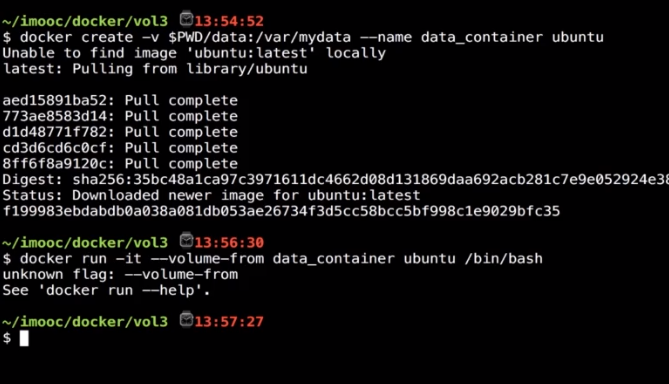 ~/imooc/docker/vol3 13:54:52
$ docker create -v $PWD/data:/var/mydata --name data_container ubuntu
Unable to find image 'ubuntu:latest' locally
latest: Pulling from library/ubuntu
aed15891ba52: Pull complete
773ae8583d14: Pull complete
d1d48771f782: Pull complete
cd3d6cd6c0cf: Pull complete
8ff6f8a9120c: Pull complete
Digest: sha256:35bc48a1ca97c3971611dc4662d08d131869daa692acb281c7e9e052924e38
Status: Downloaded newer image for ubuntu:latest
f199983ebdabdb0a038a081db053ae26734f3d5cc58bcc5bf998c1e9029bfc35
~/imooc/docker/vol3 13:56:30
$ docker run -it --volume-from data_container ubuntu /bin/bash
unknown flag: --volume-from
See 'docker run --help'.
~/imooc/docker/vol3 13:57:27
$